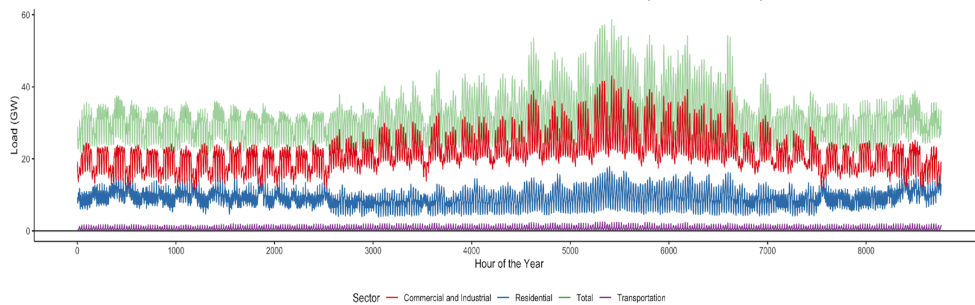 60
40
20
0
Load (GW)
0 1000 2000 3000 4000 5000 6000 7000 8000
Hour of the Year
Sector Commercial and Industrial Residential Total Transportation